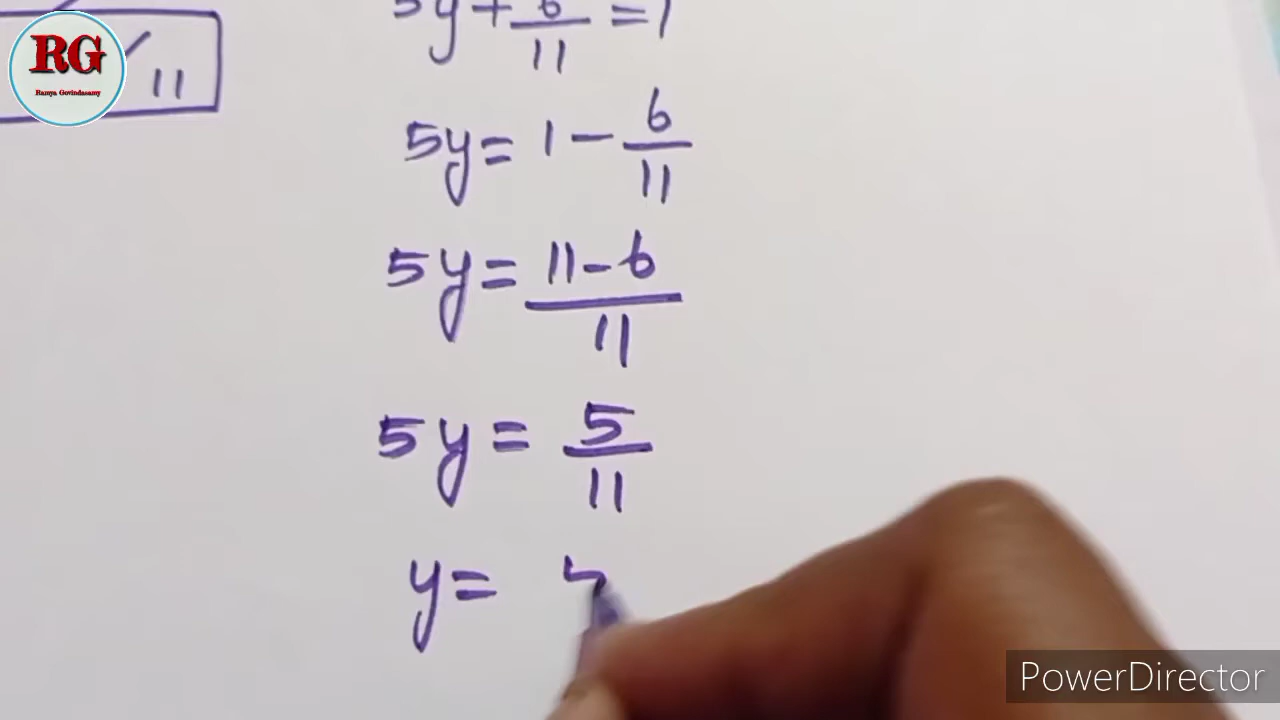 RG
Ramya Govindasamy
11
5y + 6/11 = 1
5y = 1 - 6/11
5y = 11-6/11
5y = 5/11
y =
PowerDirector